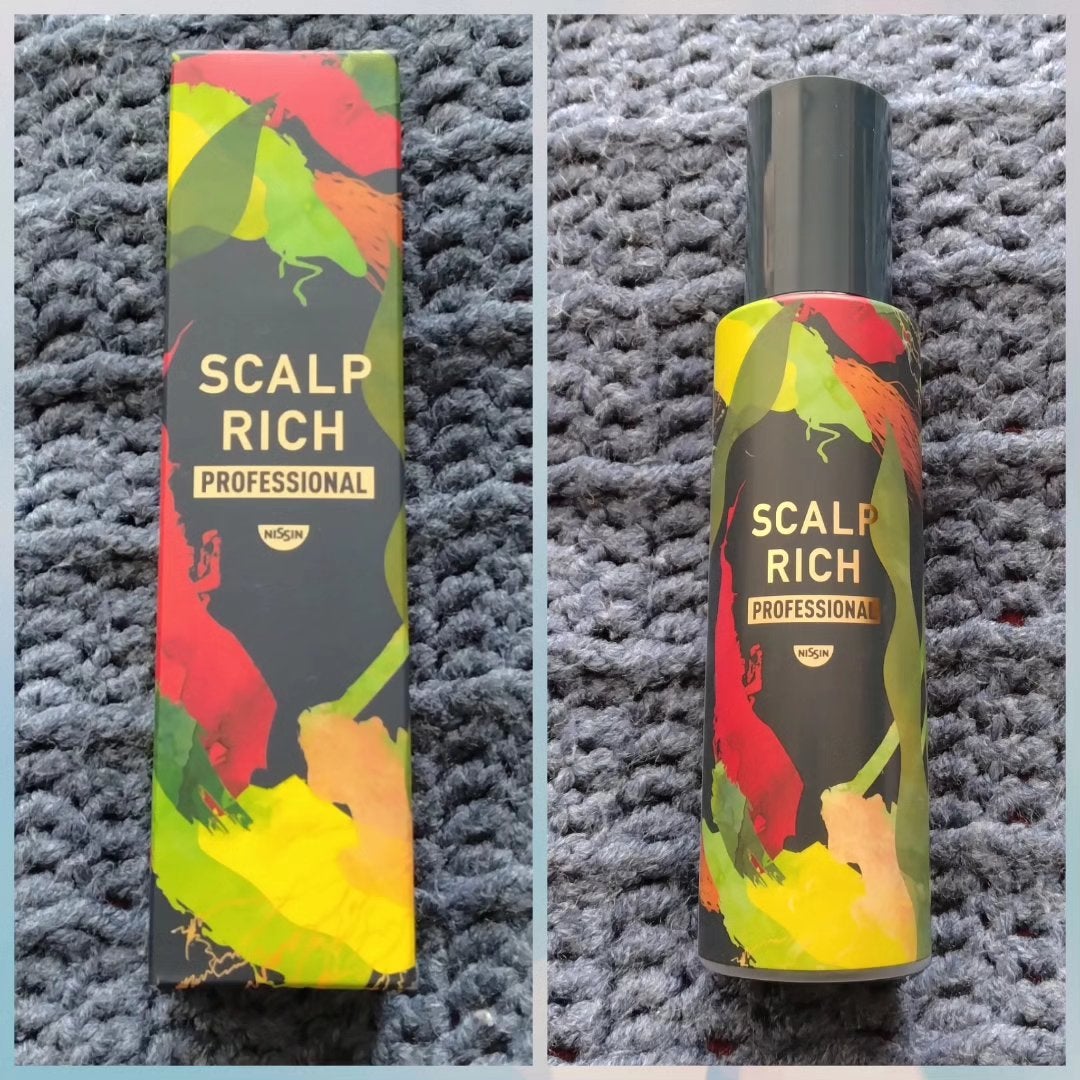 SCALP
RICH
PROFESSIONAL
NISSIN
SCALP
RICH
PROFESSIONAL
NISSIN